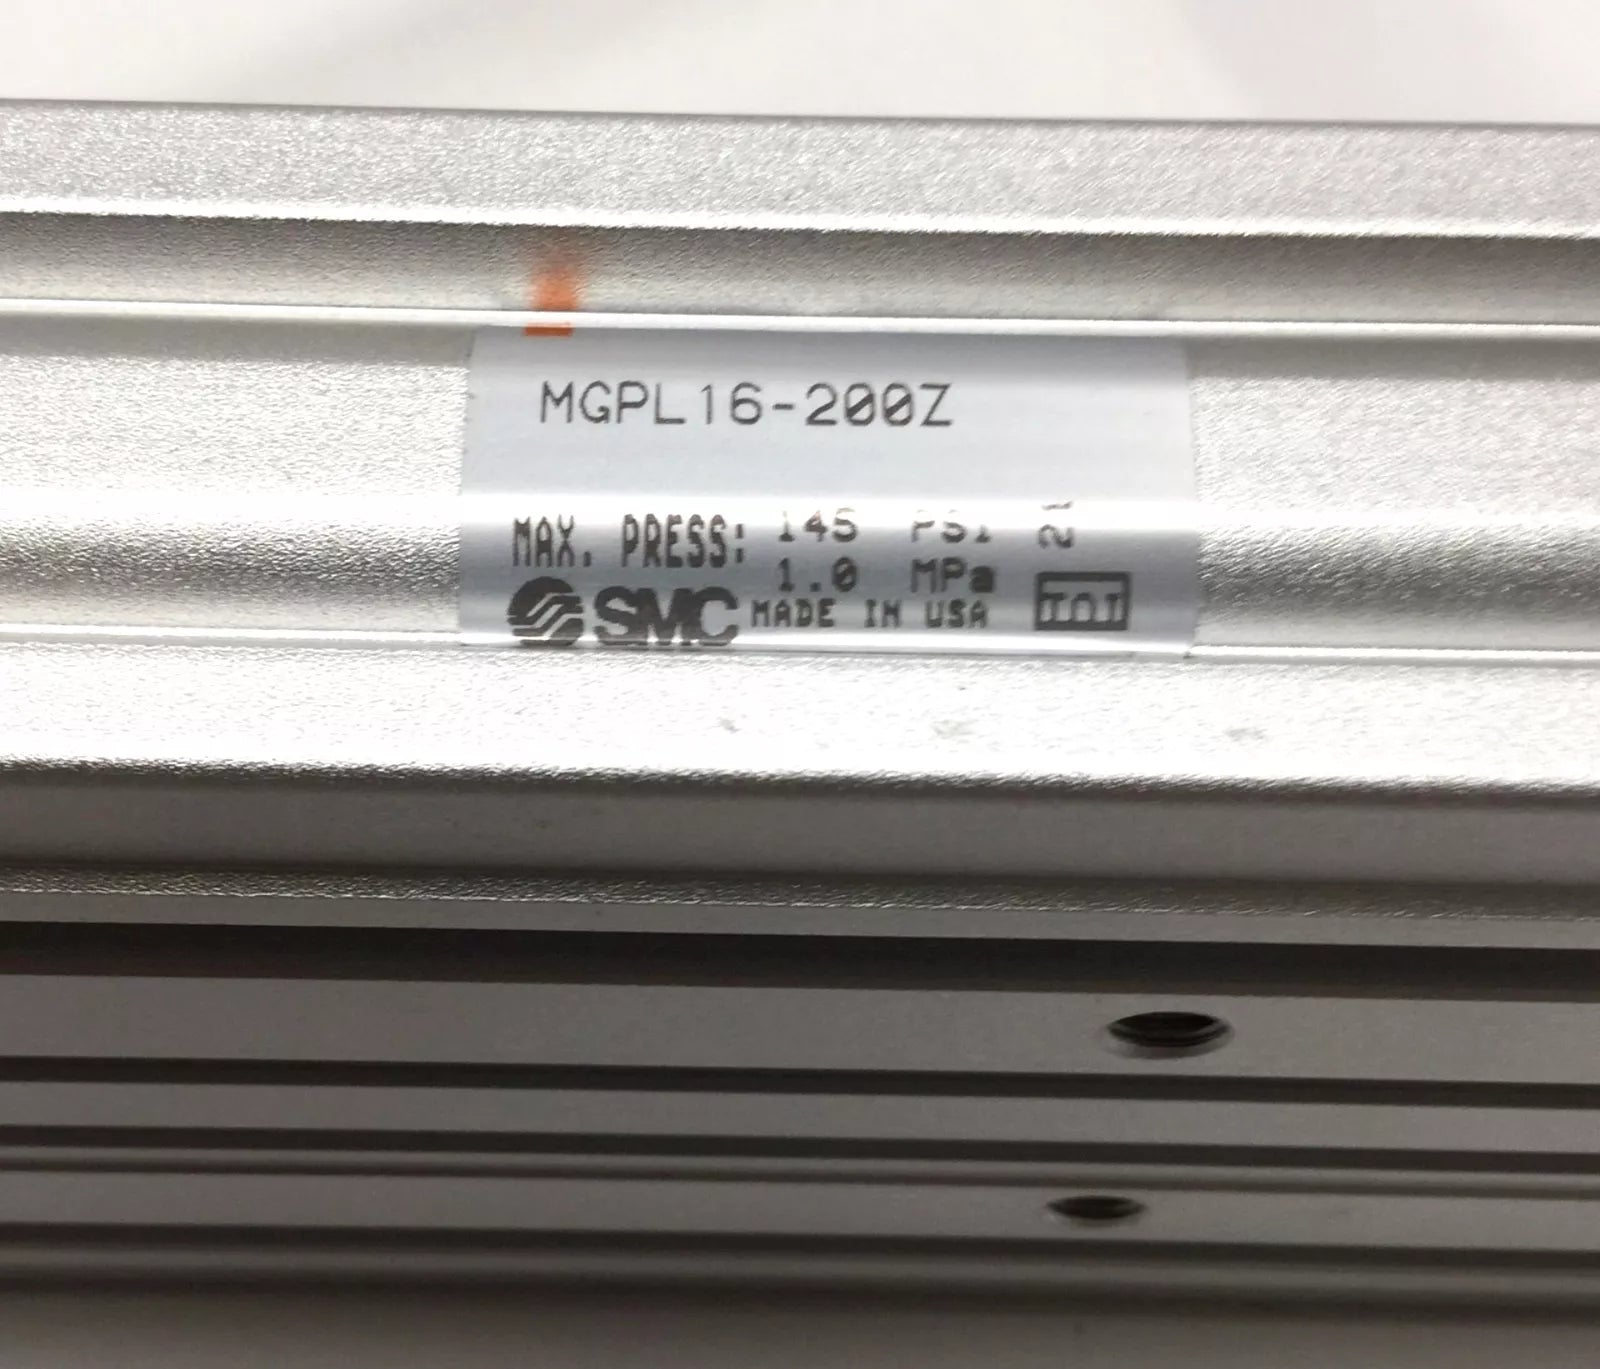 MGPL16-200Z
MAX. PRESS: 145 PSI
1.0 MPa
SMC MADE IN USA